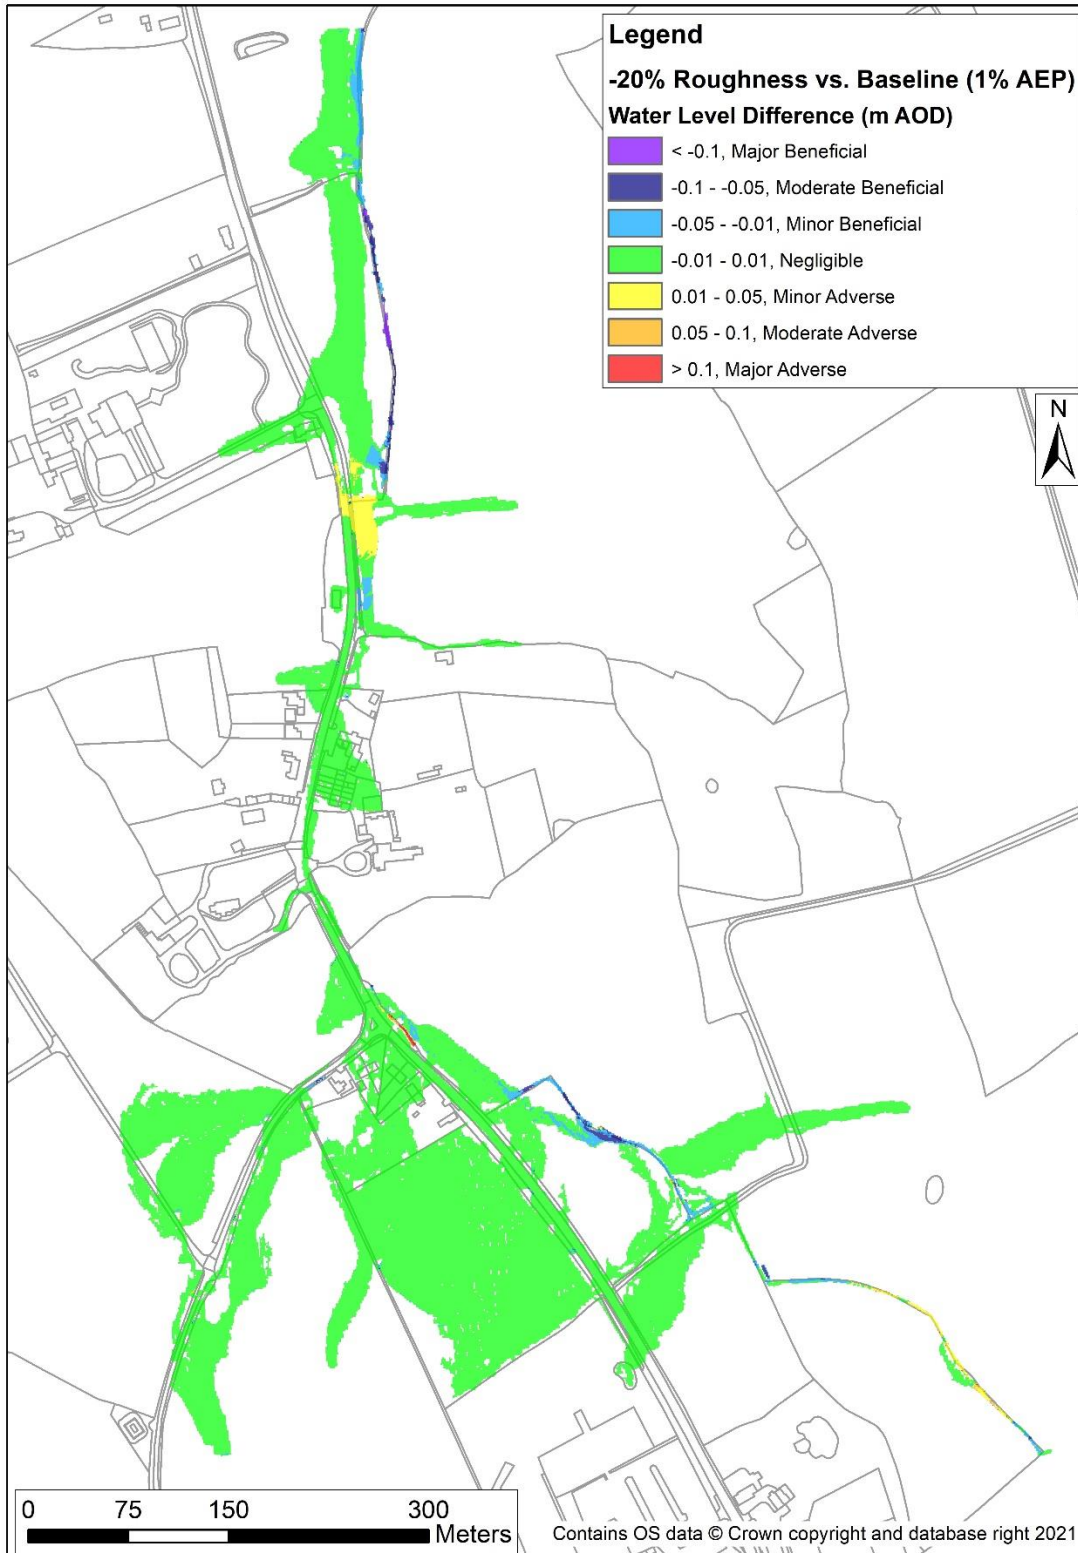 Legend
-20% Roughness vs. Baseline (1% AEP)
Water Level Difference (m AOD)
< -0.1, Major Beneficial
-0.1 - -0.05, Moderate Beneficial
-0.05 - -0.01, Minor Beneficial
-0.01 - 0.01, Negligible
0.01 - 0.05, Minor Adverse
0.05 - 0.1, Moderate Adverse
> 0.1, Major Adverse
N
0 75 150 300
Meters
Contains OS data © Crown copyright and database right 2021